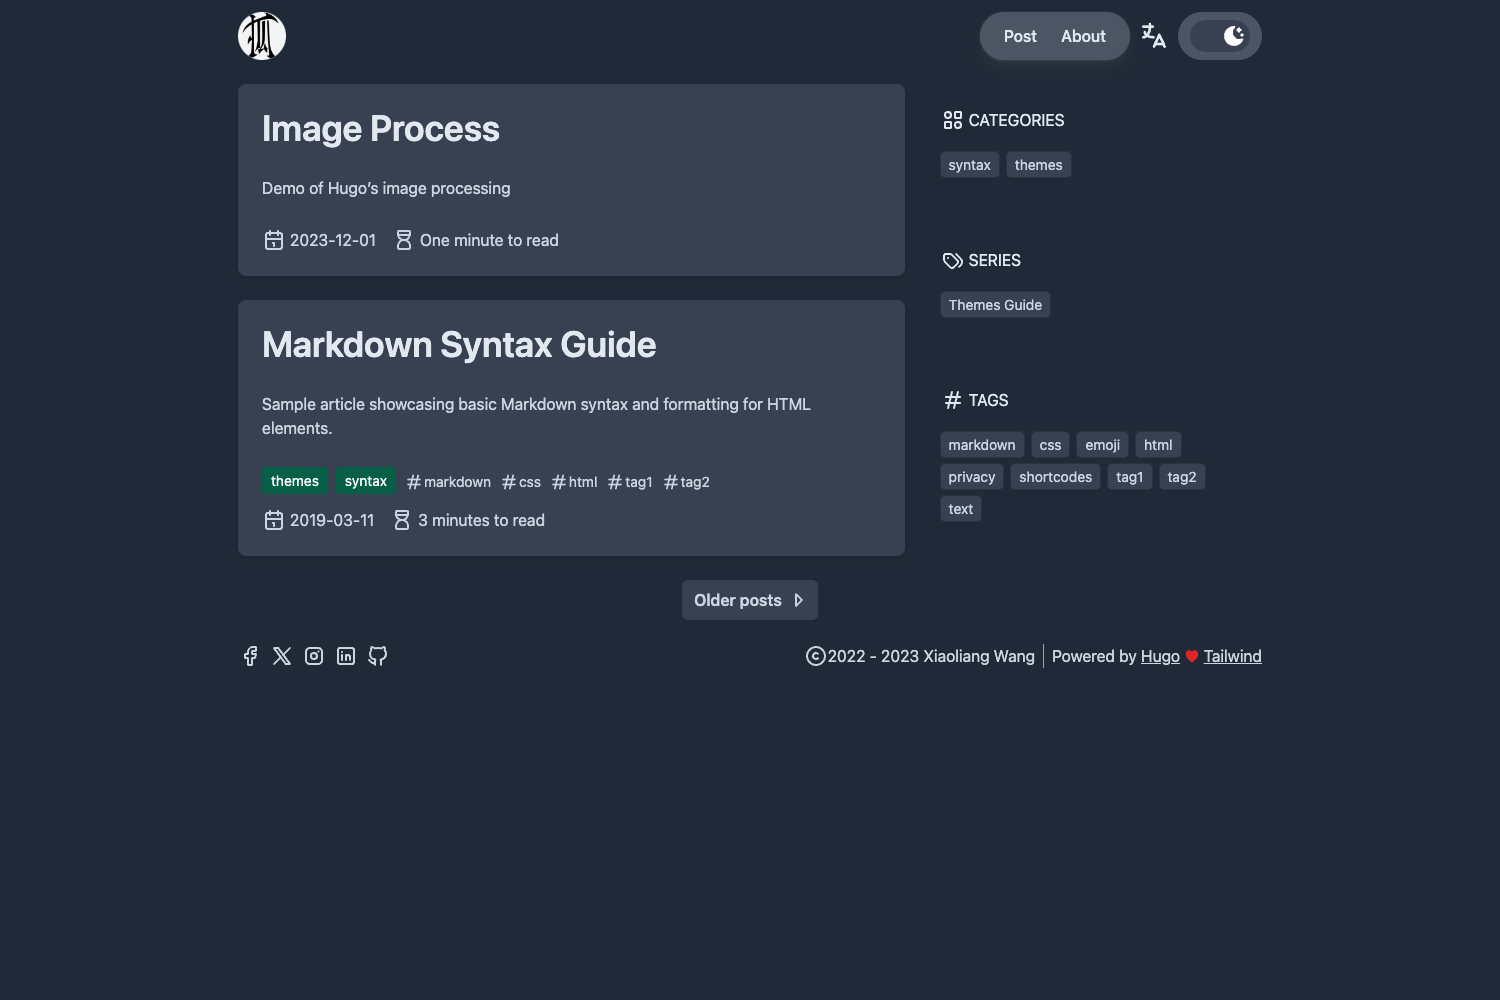 Post About
Image Process
Demo of Hugo’s image processing
2023-12-01 One minute to read
Markdown Syntax Guide
Sample article showcasing basic Markdown syntax and formatting for HTML
elements.
themes syntax #markdown #css #html #tag1 #tag2
2019-03-11 3 minutes to read
CATEGORIES
syntax themes
SERIES
Themes Guide
# TAGS
markdown css emoji html
privacy shortcodes tag1 tag2
text
Older posts
©2022 - 2023 Xiaoliang Wang Powered by Hugo ♥ Tailwind